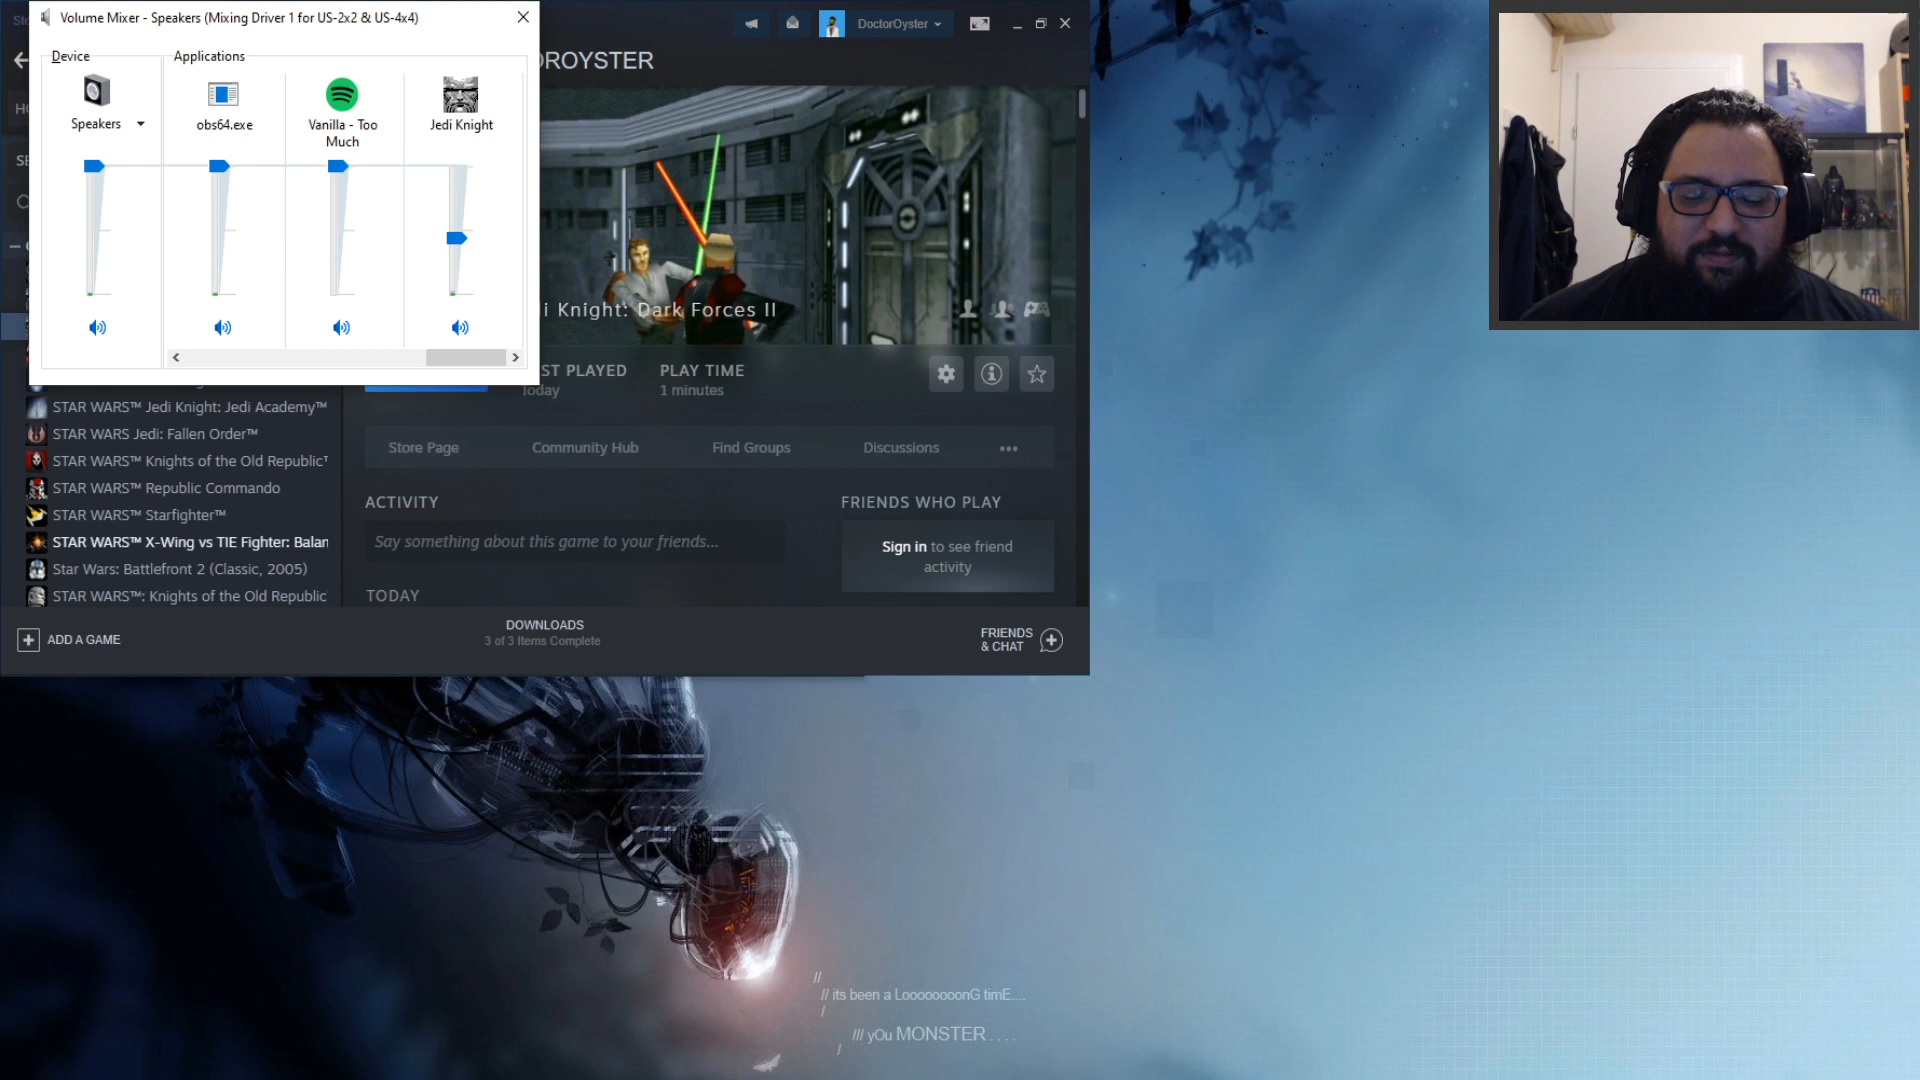 Volume Mixer - Speakers (Mixing Driver 1 for US-2x2 & US-4x4)
Device
Applications
Speakers
obs64.exe
Vanilla - Too
Much
Jedi Knight
DoctorOyster
ROYSTER
i Knight: Dark Forces II
ST PLAYED
Today
PLAY TIME
1 minutes
Store Page
Community Hub
Find Groups
Discussions
ACTIVITY
Say something about this game to your friends...
FRIENDS WHO PLAY
Sign in to see friend
activity
TODAY
STAR WARS™ Jedi Knight: Jedi Academy™
STAR WARS Jedi: Fallen Order™
STAR WARS™ Knights of the Old Republic™
STAR WARS™ Republic Commando
STAR WARS™ Starfighter™
STAR WARS™ X-Wing vs TIE Fighter: Balan
Star Wars: Battlefront 2 (Classic, 2005)
STAR WARS™: Knights of the Old Republic
ADD A GAME
DOWNLOADS
3 of 3 Items Complete
FRIENDS
& CHAT
//
// its been a LoooooooonG timE....
/
/// yOu MONSTER . . . .
/